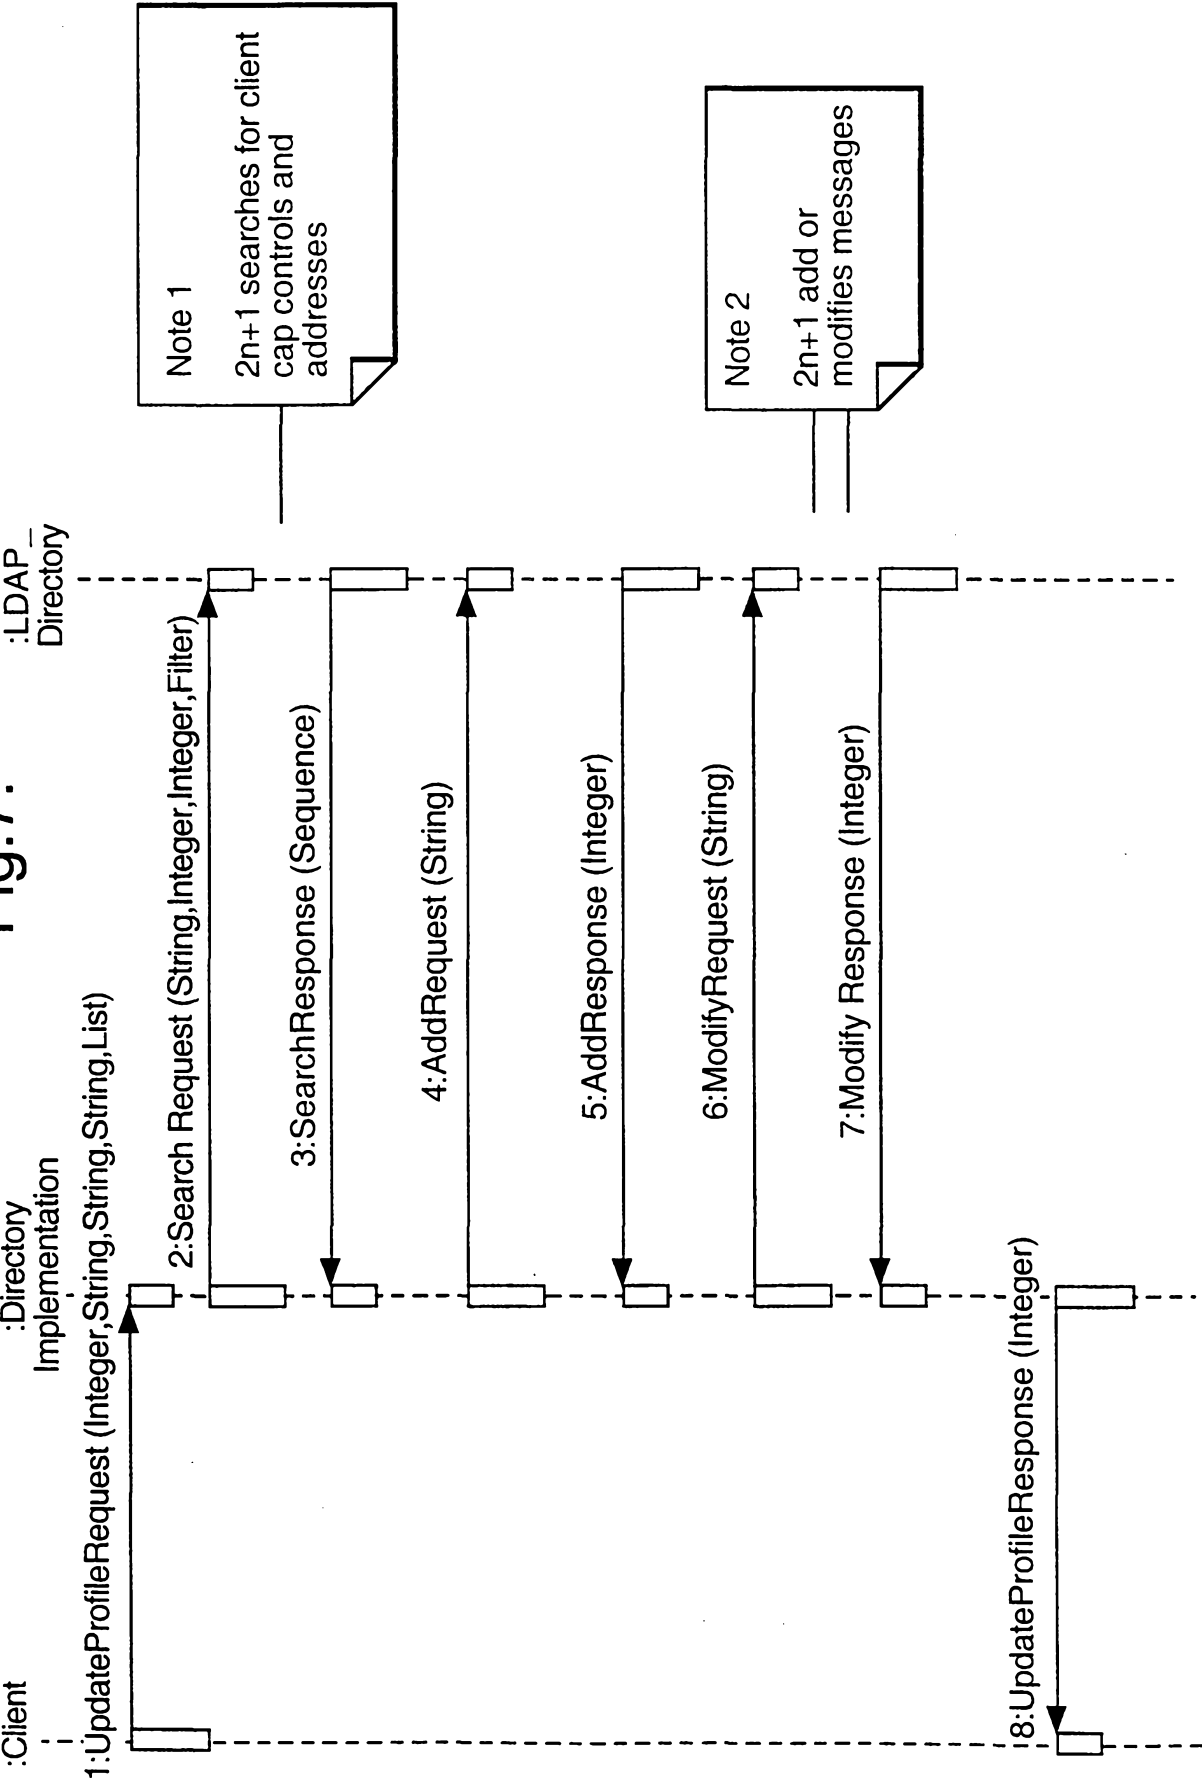 Fig.7.
:Client
:Directory
Implementation
:LDAP_
Directory
1:UpdateProfileRequest (Integer,String,String,String,List)
2:Search Request (String,Integer,Integer,Filter)
3:SearchResponse (Sequence)
4:AddRequest (String)
5:AddResponse (Integer)
6:ModifyRequest (String)
7:Modify Response (Integer)
8:UpdateProfileResponse (Integer)
Note 1
2n+1 searches for client
cap controls and
addresses
Note 2
2n+1 add or
modifies messages